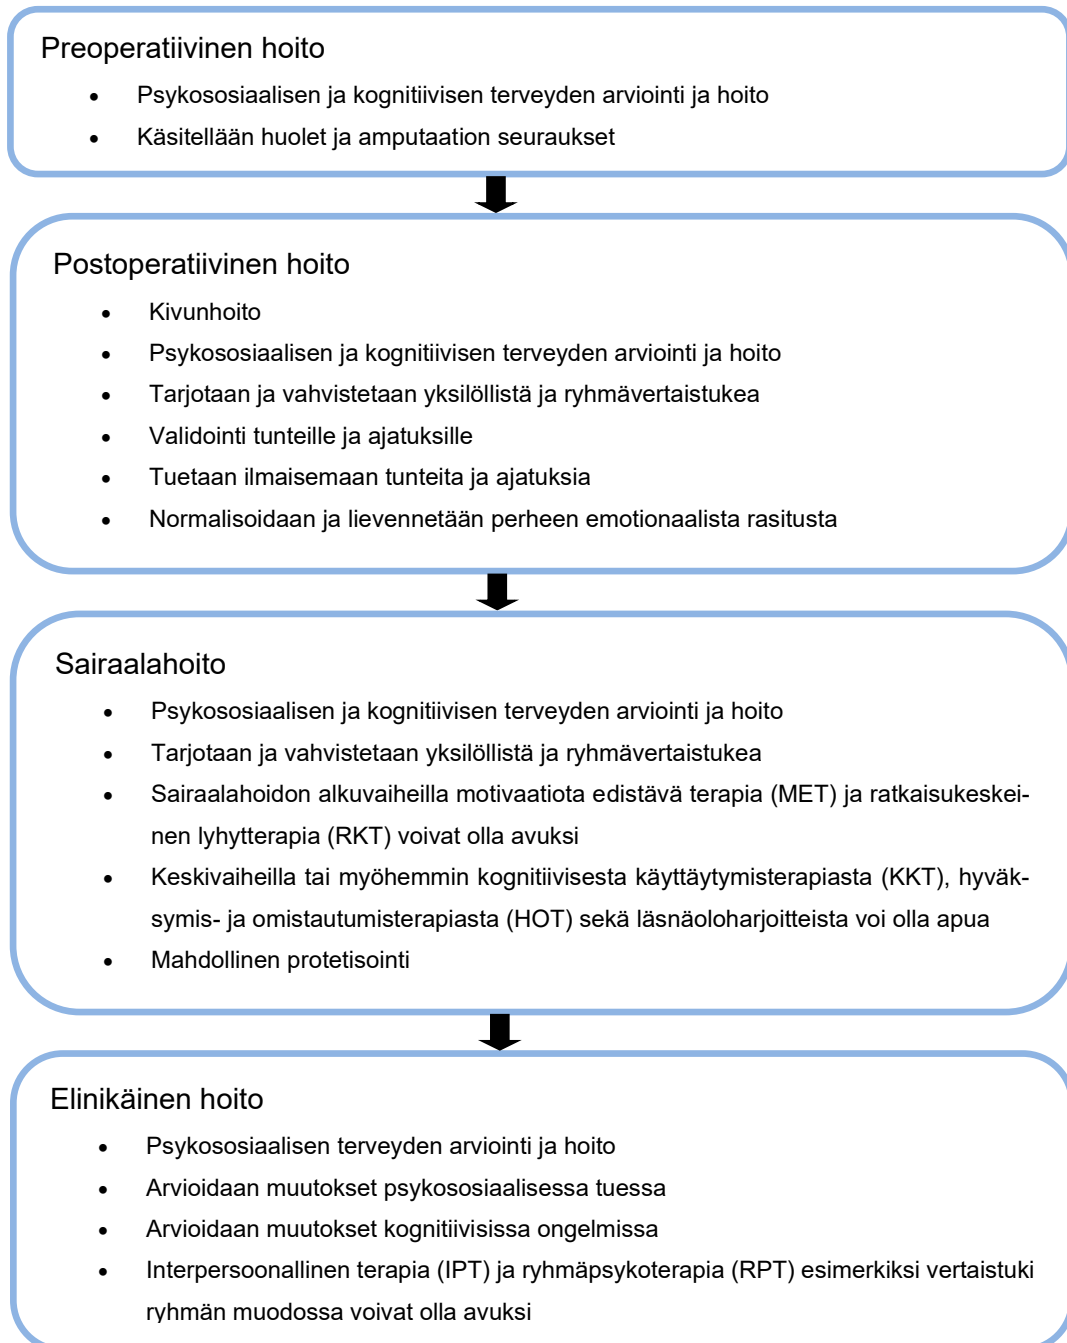 Preoperatiivinen hoito
• Psykososiaalisen ja kognitiivisen terveyden arviointi ja hoito
• Käsitellään huolet ja amputaation seuraukset
Postoperatiivinen hoito
• Kivunhoito
• Psykososiaalisen ja kognitiivisen terveyden arviointi ja hoito
• Tarjotaan ja vahvistetaan yksilöllistä ja ryhmävertaistukea
• Validointi tunteille ja ajatuksille
• Tuetaan ilmaisemaan tunteita ja ajatuksia
• Normalisoidaan ja lievennetään perheen emotionaalista rasitusta
Sairaalahoito
• Psykososiaalisen ja kognitiivisen terveyden arviointi ja hoito
• Tarjotaan ja vahvistetaan yksilöllistä ja ryhmävertaistukea
• Sairaalahoidon alkuvaiheilla motivaatiota edistävä terapia (MET) ja ratkaisukeskei-
nen lyhytterapia (RKT) voivat olla avuksi
• Keskivaiheilla tai myöhemmin kognitiivisesta käyttäytymisterapiasta (KKT), hyväk-
symis- ja omistautumisterapiasta (HOT) sekä läsnäoloharjoitteista voi olla apua
• Mahdollinen protetisointi
Elinikäinen hoito
• Psykososiaalisen terveyden arviointi ja hoito
• Arvioidaan muutokset psykososiaalisessa tuessa
• Arvioidaan muutokset kognitiivisissa ongelmissa
• Interpersoonallinen terapia (IPT) ja ryhmäpsykoterapia (RPT) esimerkiksi vertaistuki
ryhmän muodossa voivat olla avuksi